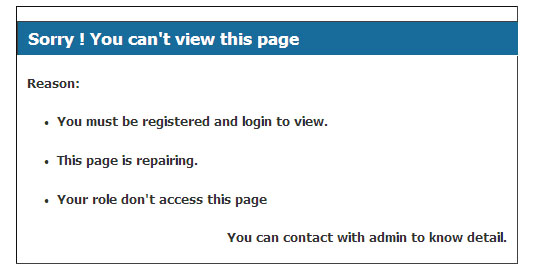 Sorry ! You can't view this page
Reason:
• You must be registered and login to view.
• This page is repairing.
• Your role don't access this page
You can contact with admin to know detail.